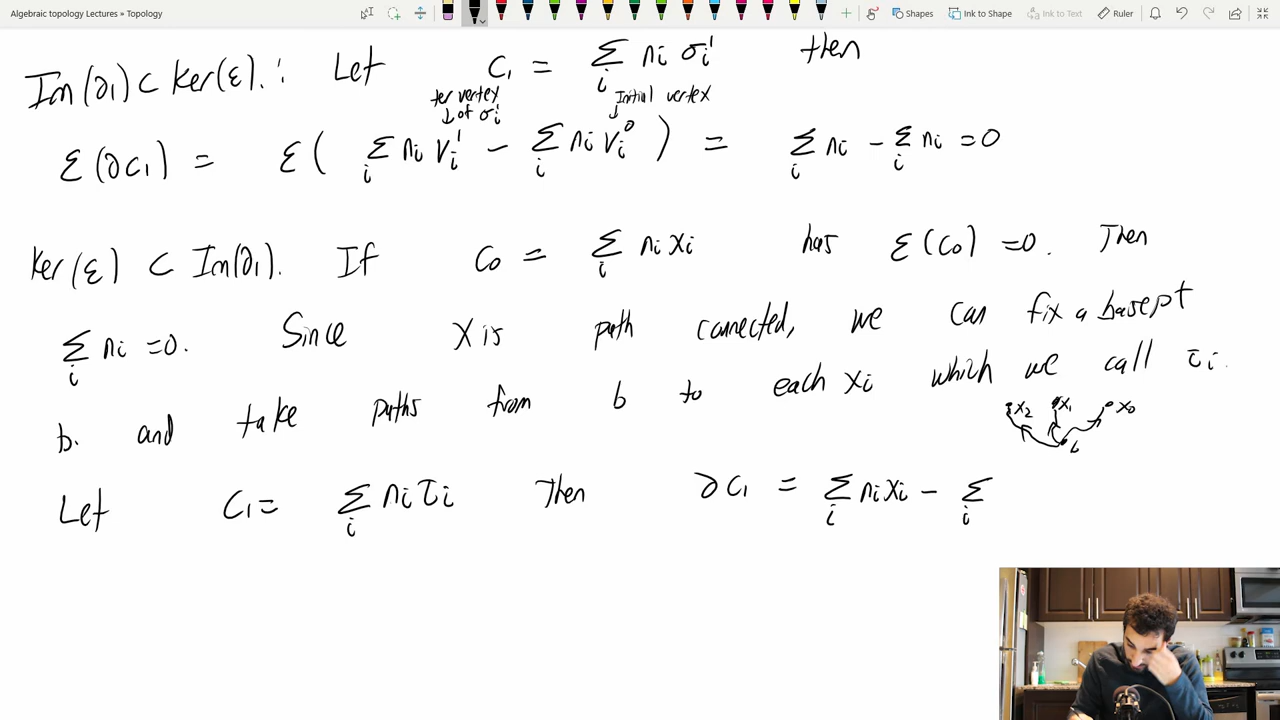 Algebraic topology Lectures » Topology
Shapes Ink to Shape Ink to Text Ruler
Im(∂₁) ⊂ Ker(ε). : Let C₁ = Σᵢ nᵢ σᵢ¹ then
ter vertex of σᵢ Initial vertex
ε(∂C₁) = ε( Σᵢ nᵢ Vᵢ¹ − Σᵢ nᵢ Vᵢ⁰ ) = Σᵢ nᵢ − Σᵢ nᵢ = 0
Ker(ε) ⊂ Im(∂₁). If C₀ = Σᵢ nᵢ xᵢ has ε(C₀) = 0. Then
Σᵢ nᵢ = 0. Since X is path connected, we can fix a basept
b. and take paths from b to each xᵢ which we call τᵢ.
x₂ x₁ x₀
b
Let C₁ = Σᵢ nᵢ τᵢ Then ∂C₁ = Σᵢ nᵢ xᵢ − Σᵢ